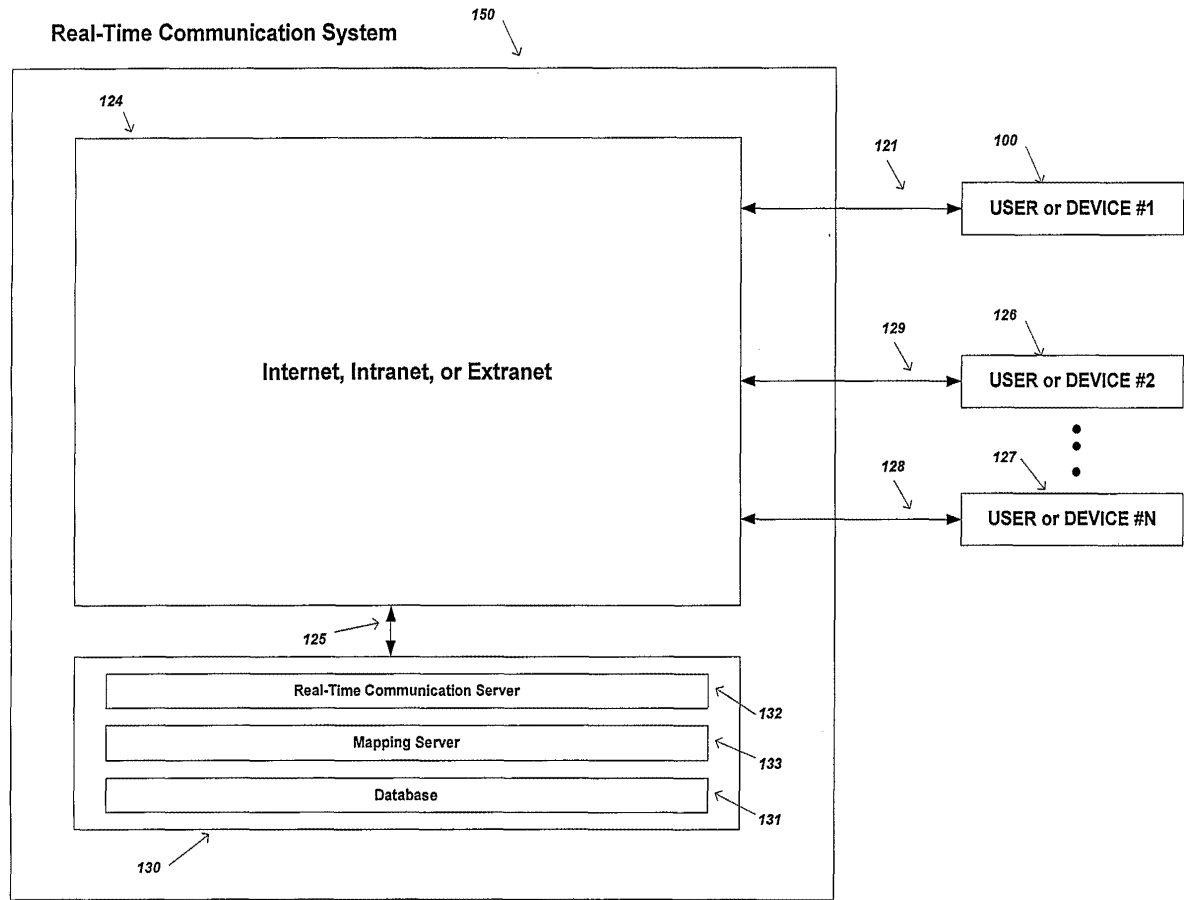 Real-Time Communication System
150
124
121
100
USER or DEVICE #1
Internet, Intranet, or Extranet
129
126
USER or DEVICE #2
128
127
USER or DEVICE #N
125
Real-Time Communication Server
132
Mapping Server
133
Database
131
130